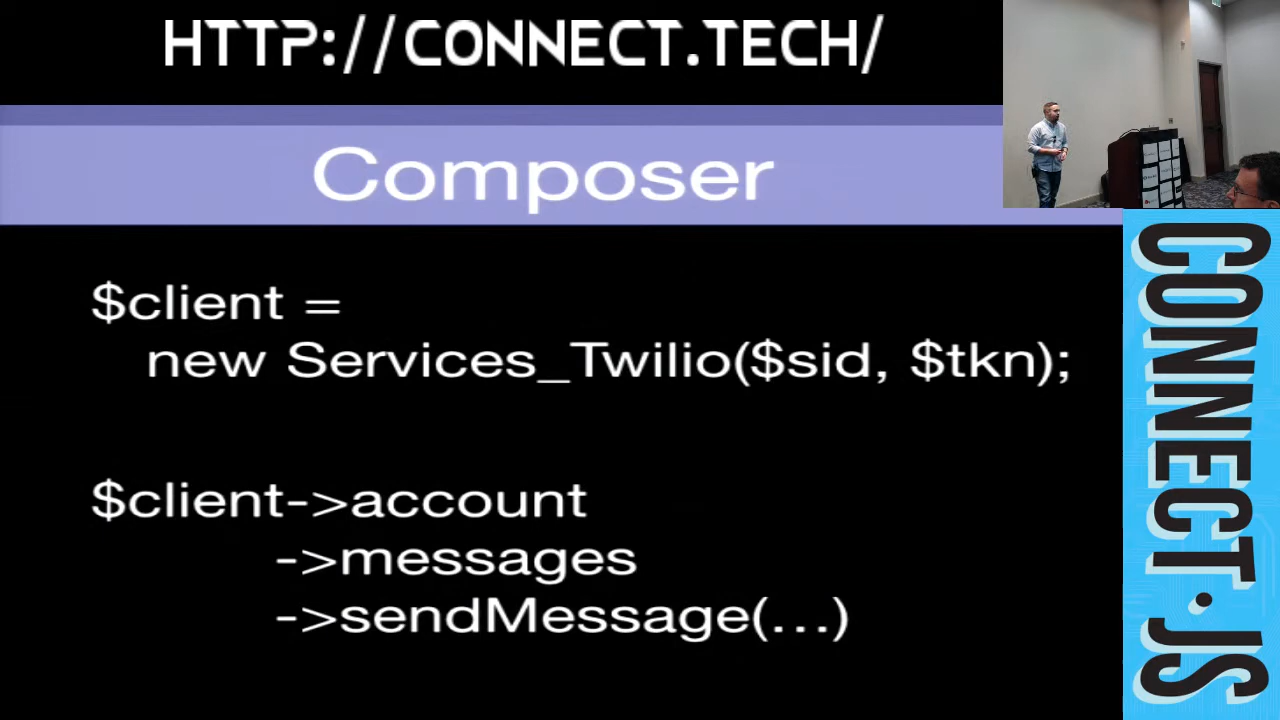 HTTP://CONNECT.TECH/
Composer
$client =
new Services_Twilio($sid, $tkn);
$client->account
->messages
->sendMessage(...)
CONNECT·JS